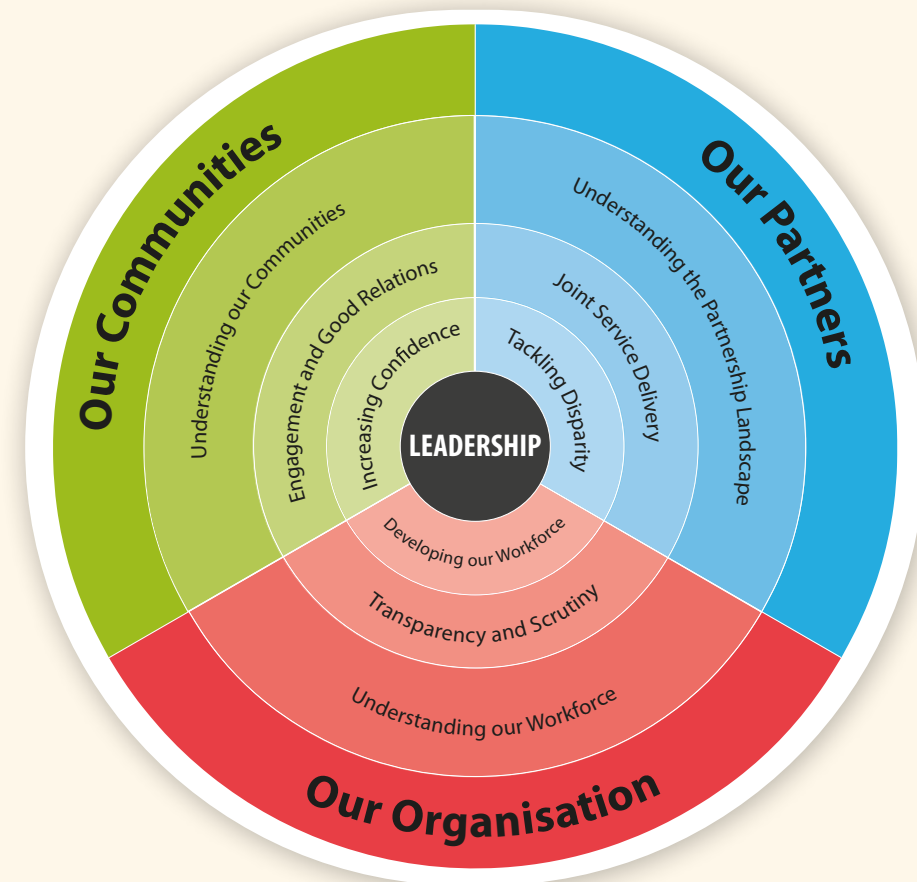 Our Communities
Understanding our Communities
Engagement and Good Relations
Increasing Confidence
Our Partners
Understanding the Partnership Landscape
Joint Service Delivery
Tackling Disparity
LEADERSHIP
Developing our Workforce
Transparency and Scrutiny
Understanding our Workforce
Our Organisation